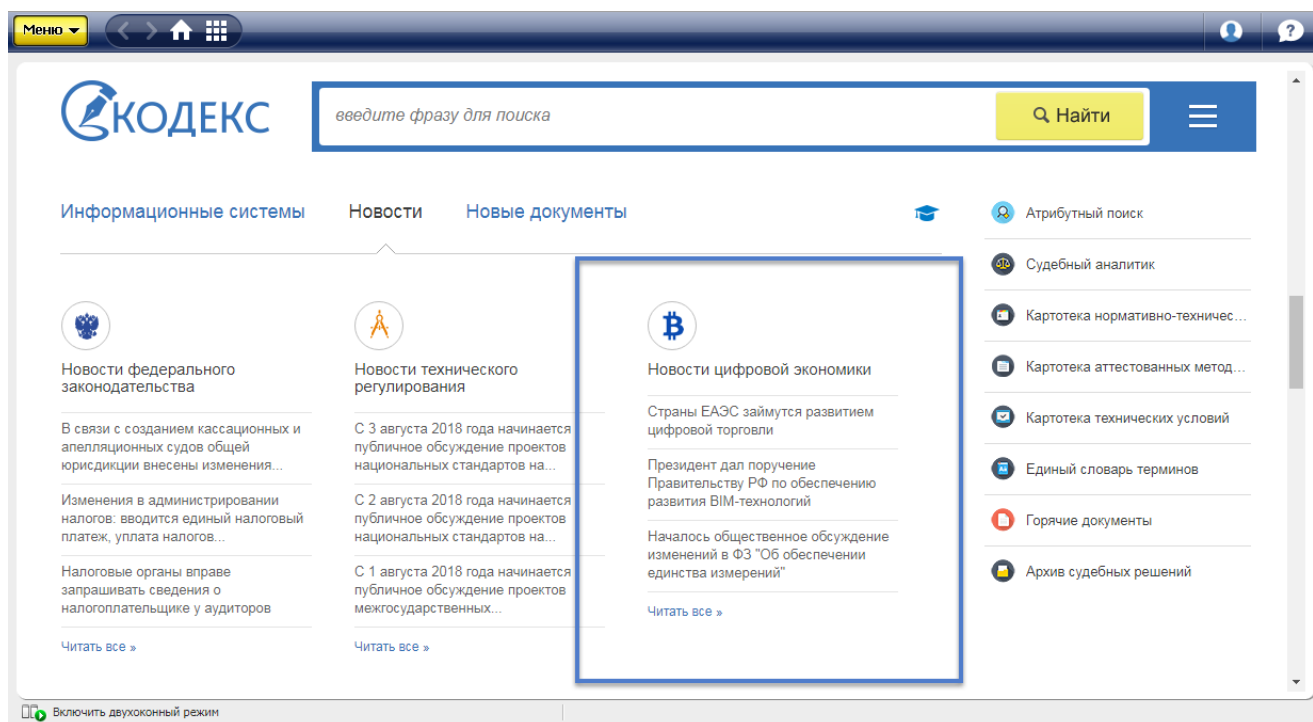 Меню
КОДЕКС
введите фразу для поиска
Найти
Информационные системы
Новости
Новые документы
Новости федерального
законодательства
В связи с созданием кассационных и
апелляционных судов общей
юрисдикции внесены изменения...
Изменения в администрировании
налогов: вводится единый налоговый
платеж, уплата налогов...
Налоговые органы вправе
запрашивать сведения о
налогоплательщике у аудиторов
Читать все »
Новости технического
регулирования
С 3 августа 2018 года начинается
публичное обсуждение проектов
национальных стандартов на...
С 2 августа 2018 года начинается
публичное обсуждение проектов
национальных стандартов на...
С 1 августа 2018 года начинается
публичное обсуждение проектов
межгосударственных...
Читать все »
Новости цифровой экономики
Страны ЕАЭС займутся развитием
цифровой торговли
Президент дал поручение
Правительству РФ по обеспечению
развития BIM-технологий
Началось общественное обсуждение
изменений в ФЗ "Об обеспечении
единства измерений"
Читать все »
Атрибутный поиск
Судебный аналитик
Картотека нормативно-техничес...
Картотека аттестованных метод...
Картотека технических условий
Единый словарь терминов
Горячие документы
Архив судебных решений
Включить двухоконный режим